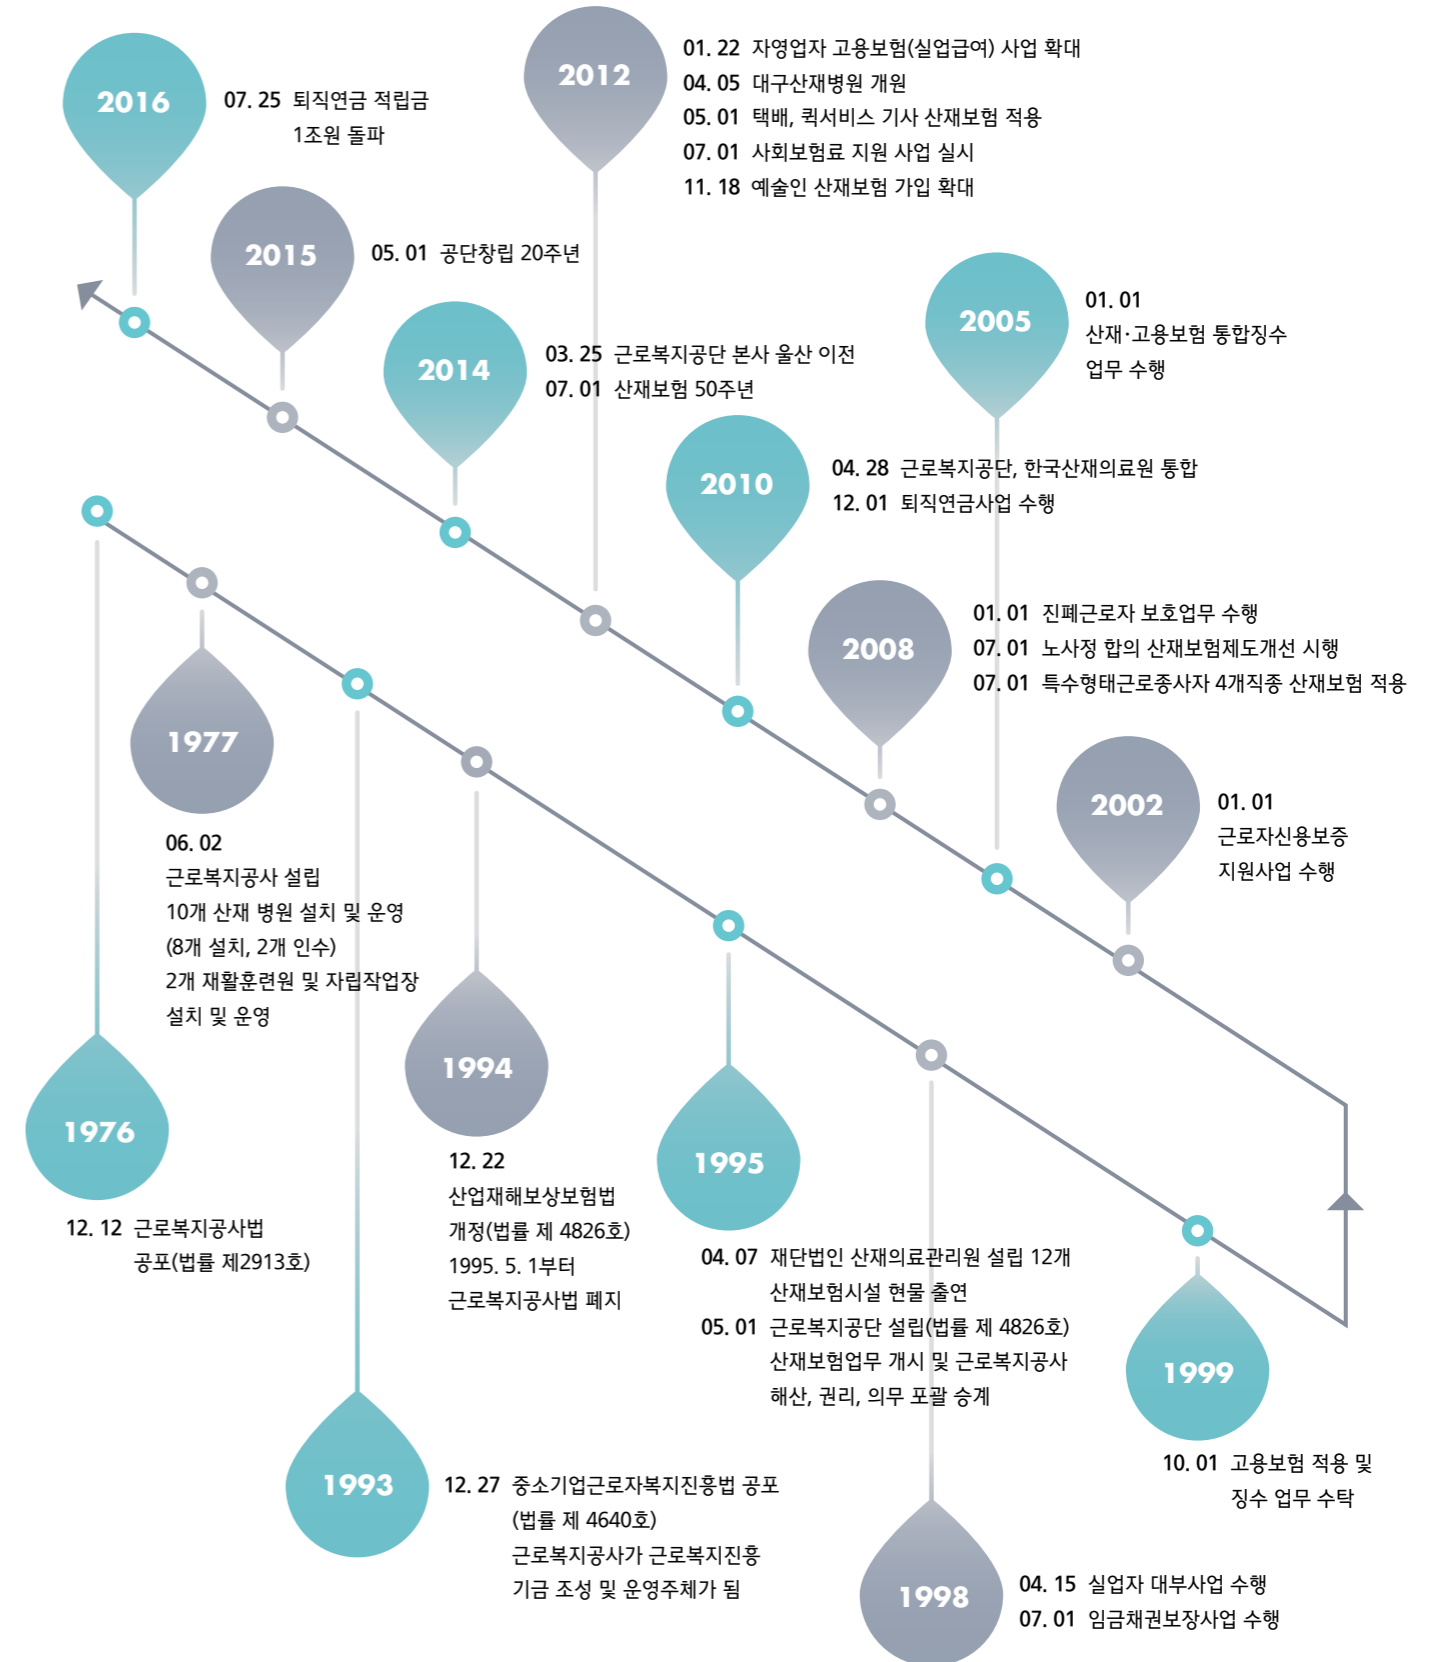 2016
07. 25 퇴직연금 적립금
1조원 돌파
2012
01. 22 자영업자 고용보험(실업급여) 사업 확대
04. 05 대구산재병원 개원
05. 01 택배, 퀵서비스 기사 산재보험 적용
07. 01 사회보험료 지원 사업 실시
11. 18 예술인 산재보험 가입 확대
2015
05. 01 공단창립 20주년
2014
03. 25 근로복지공단 본사 울산 이전
07. 01 산재보험 50주년
2005
01. 01
산재·고용보험 통합징수
업무 수행
2010
04. 28 근로복지공단, 한국산재의료원 통합
12. 01 퇴직연금사업 수행
2008
01. 01 진폐근로자 보호업무 수행
07. 01 노사정 합의 산재보험제도개선 시행
07. 01 특수형태근로종사자 4개직종 산재보험 적용
2002
01. 01
근로자신용보증
지원사업 수행
1977
06. 02
근로복지공사 설립
10개 산재 병원 설치 및 운영
(8개 설치, 2개 인수)
2개 재활훈련원 및 자립작업장
설치 및 운영
1976
12. 12 근로복지공사법
공포(법률 제2913호)
1994
12. 22
산업재해보상보험법
개정(법률 제 4826호)
1995. 5. 1부터
근로복지공사법 폐지
1995
04. 07 재단법인 산재의료관리원 설립 12개
산재보험시설 현물 출연
05. 01 근로복지공단 설립(법률 제 4826호)
산재보험업무 개시 및 근로복지공사
해산, 권리, 의무 포괄 승계
1999
10. 01 고용보험 적용 및
징수 업무 수탁
1993
12. 27 중소기업근로자복지진흥법 공포
(법률 제 4640호)
근로복지공사가 근로복지진흥
기금 조성 및 운영주체가 됨
1998
04. 15 실업자 대부사업 수행
07. 01 임금채권보장사업 수행